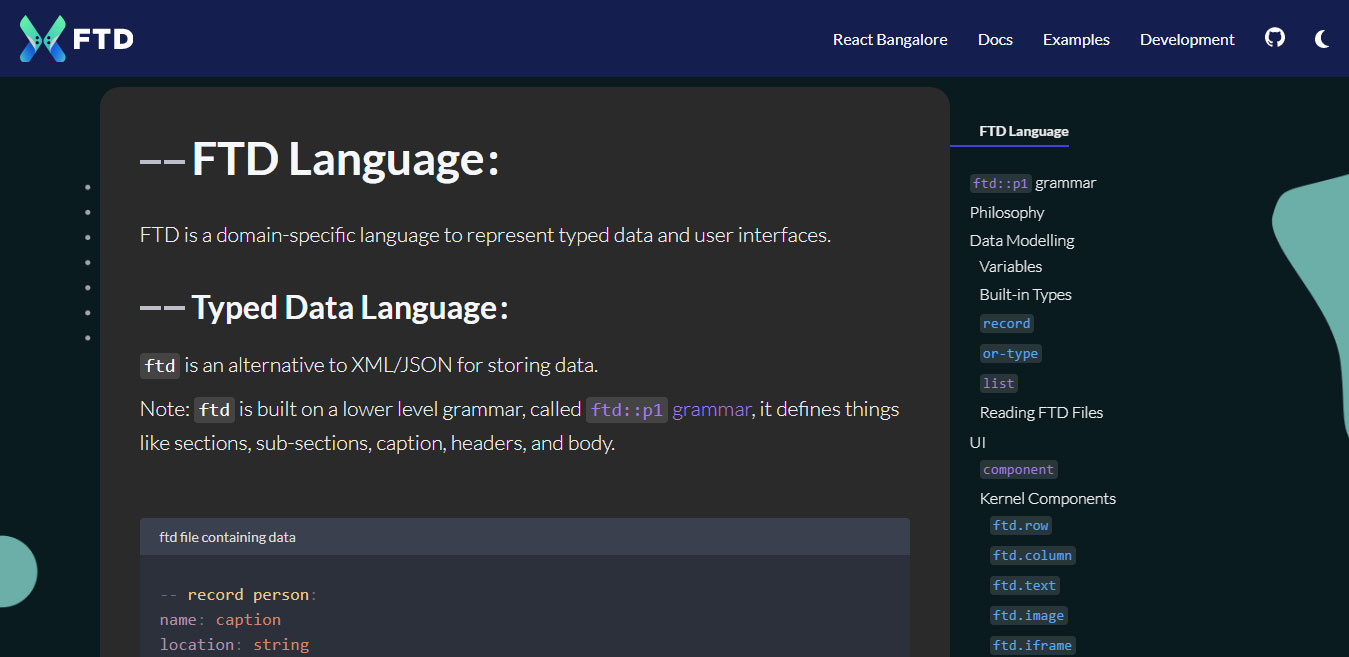 FTD
React Bangalore
Docs
Examples
Development
-- FTD Language:
FTD is a domain-specific language to represent typed data and user interfaces.
-- Typed Data Language:
ftd is an alternative to XML/JSON for storing data.
Note: ftd is built on a lower level grammar, called ftd::p1 grammar, it defines things
like sections, sub-sections, caption, headers, and body.
ftd file containing data
-- record person:
name: caption
location: string
FTD Language
ftd::p1 grammar
Philosophy
Data Modelling
Variables
Built-in Types
record
or-type
list
Reading FTD Files
UI
component
Kernel Components
ftd.row
ftd.column
ftd.text
ftd.image
ftd.iframe